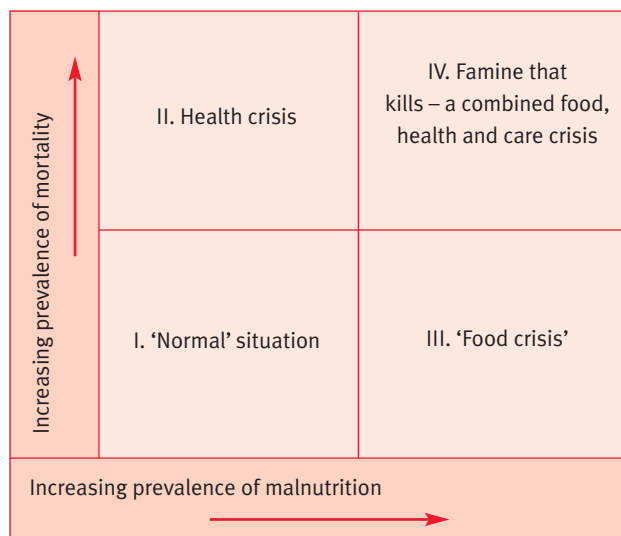 Increasing prevalence of mortality
II. Health crisis
IV. Famine that
kills – a combined food,
health and care crisis
I. ‘Normal’ situation
III. ‘Food crisis’
Increasing prevalence of malnutrition